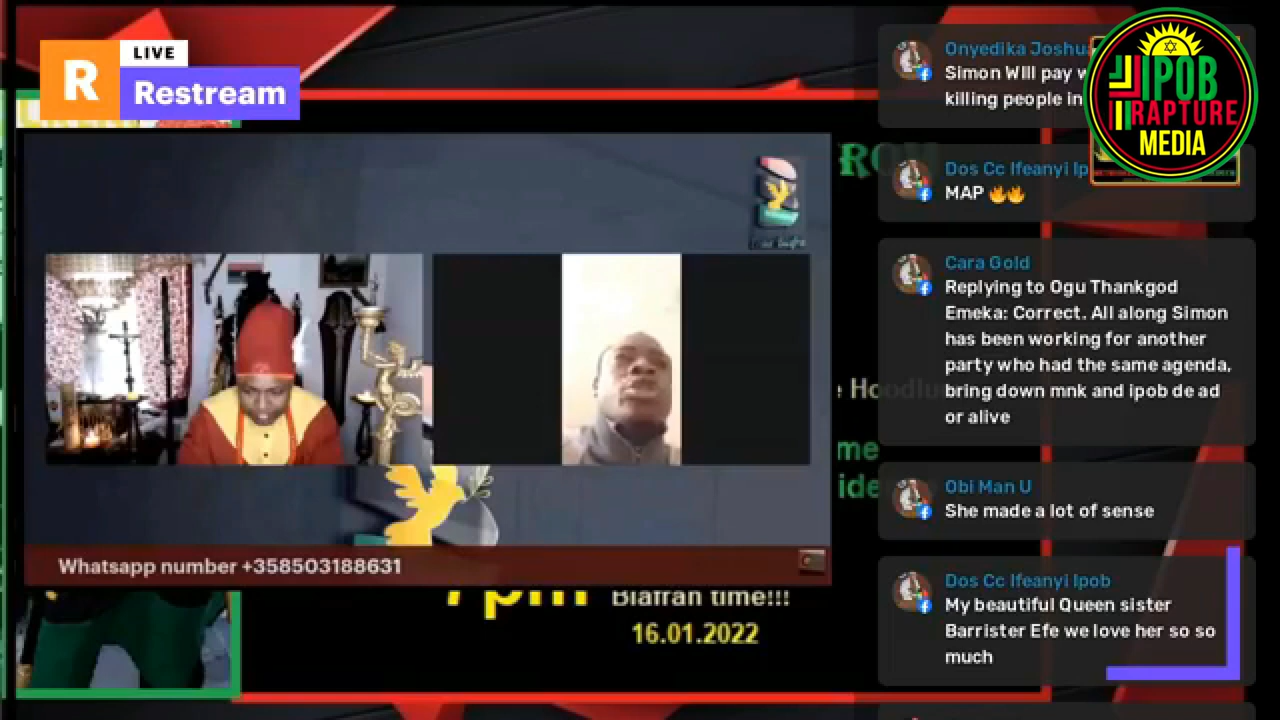 R
LIVE
Restream
Whatsapp number +358503188631
7pm
Biafran time!!!
16.01.2022
me
ide
Onyedika Joshu
Simon WIll pay w
killing people in
IPOB
RAPTURE
MEDIA
Dos Cc Ifeanyi Ip
MAP 🔥🔥
Cara Gold
Replying to Ogu Thankgod
Emeka: Correct. All along Simon
has been working for another
party who had the same agenda,
bring down mnk and ipob de ad
or alive
Obi Man U
She made a lot of sense
Dos Cc Ifeanyi Ipob
My beautiful Queen sister
Barrister Efe we love her so so
much